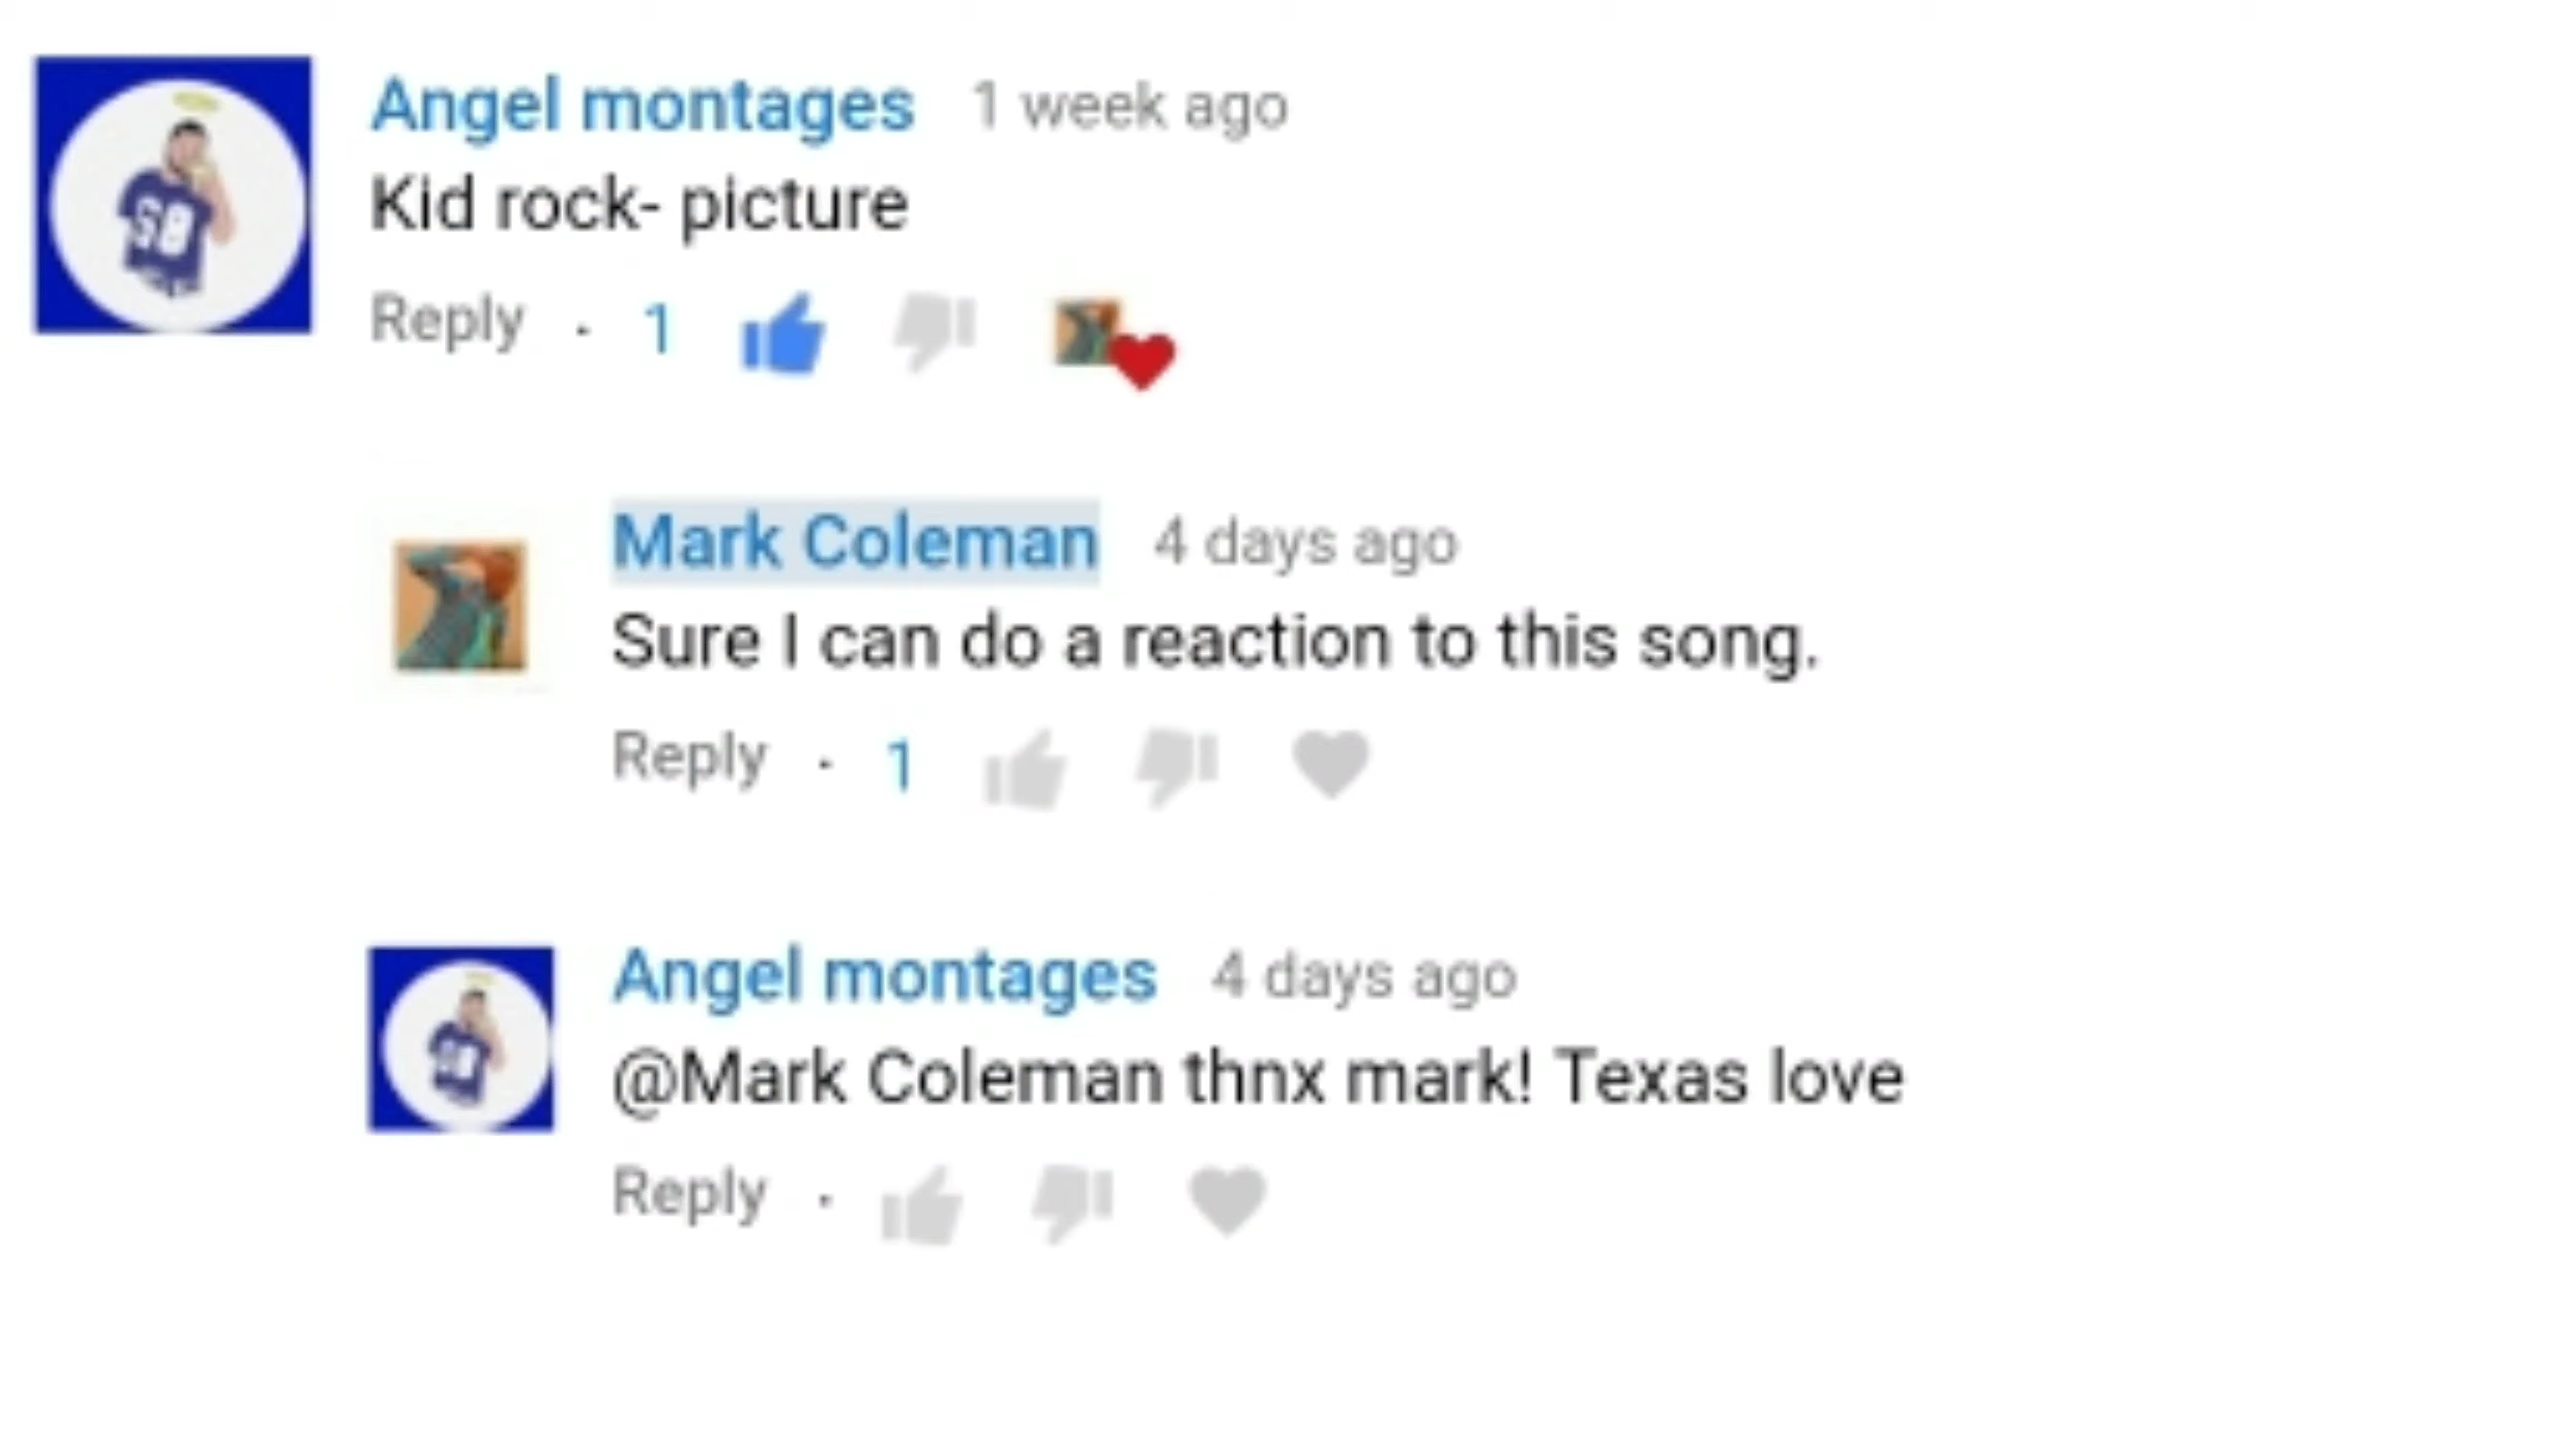 Angel montages 1 week ago
Kid rock- picture
Reply · 1
Mark Coleman 4 days ago
Sure I can do a reaction to this song.
Reply · 1
Angel montages 4 days ago
@Mark Coleman thnx mark! Texas love
Reply ·